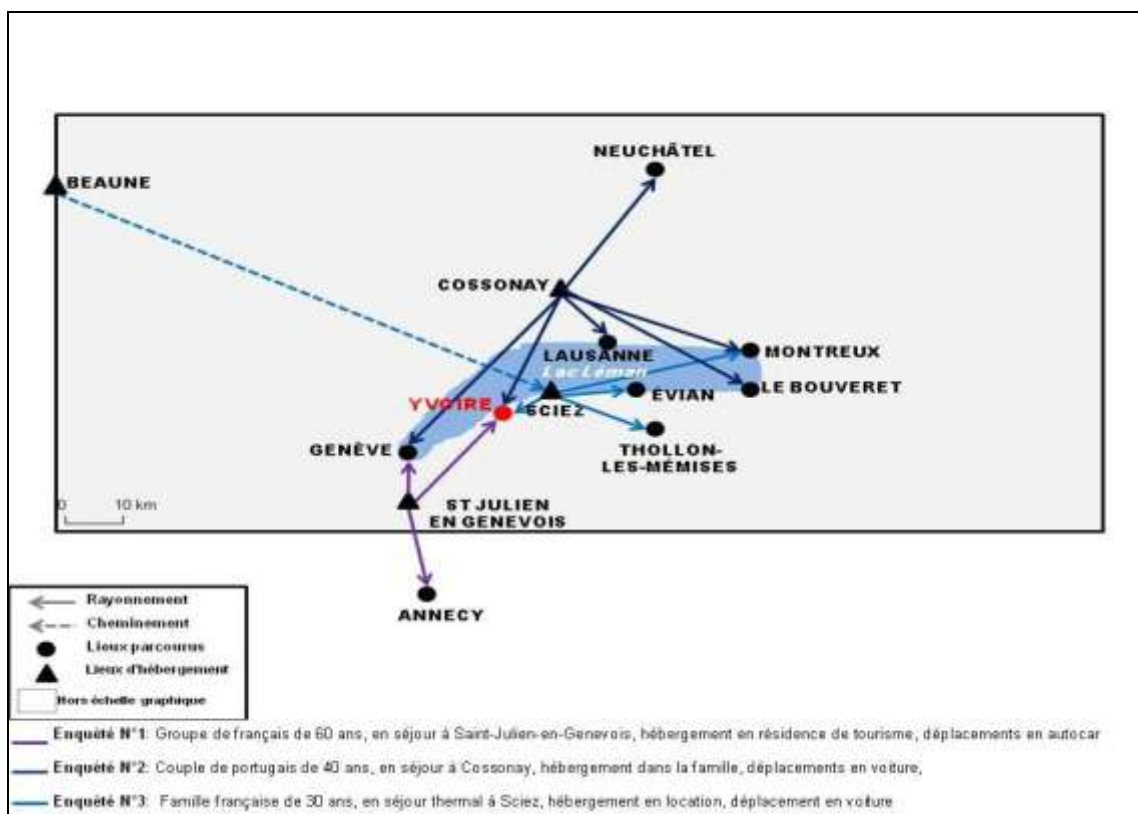 NEUCHÂTEL
BEAUNE
COSSONAY
LAUSANNE
MONTREUX
Lac Léman
LE BOUVERET
YVOIRE
SCIEZ
ÉVIAN
GENÊVE
THOLLON-
LES-MÉMISES
0 10 km
ST JULIEN
EN GENEVOIS
ANNECY
Rayonnement
Cheminement
Lieux parcourus
Lieux d'hébergement
Hors échelle graphique
Enquêté N°1: Groupe de français de 60 ans, en séjour à Saint-Julien-en-Genevois, hébergement en résidence de tourisme, déplacements en autocar
Enquêté N°2: Couple de portugais de 40 ans, en séjour à Cossonay, hébergement dans la famille, déplacements en voiture,
Enquêté N°3: Famille française de 30 ans, en séjour thermal à Sciez, hébergement en location, déplacement en voiture